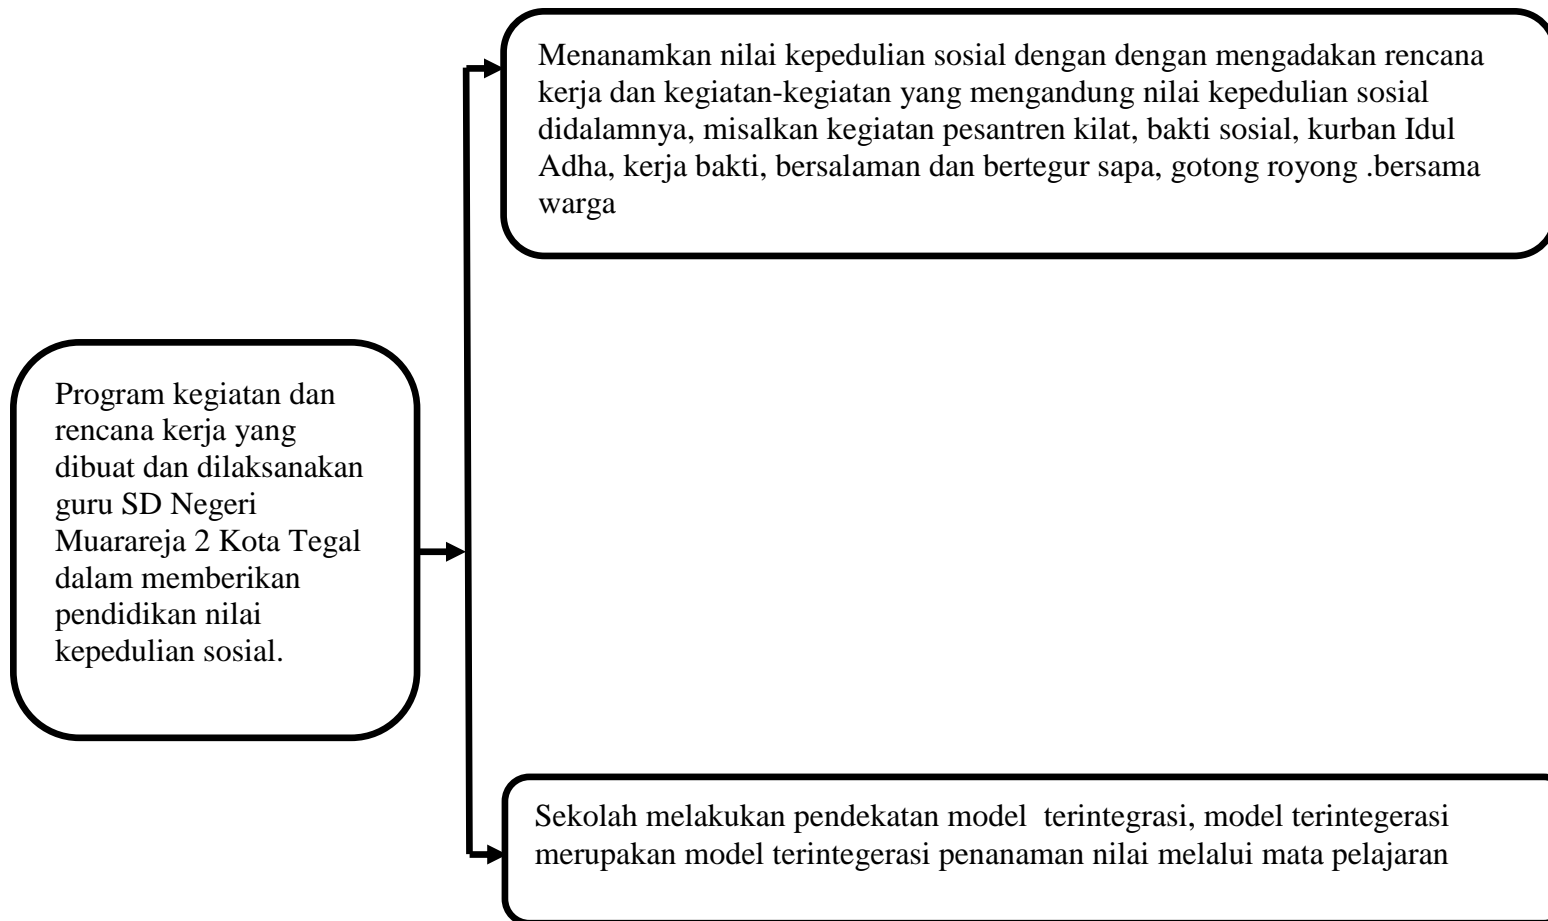 Menanamkan nilai kepedulian sosial dengan dengan mengadakan rencana
kerja dan kegiatan-kegiatan yang mengandung nilai kepedulian sosial
didalamnya, misalkan kegiatan pesantren kilat, bakti sosial, kurban Idul
Adha, kerja bakti, bersalaman dan bertegur sapa, gotong royong .bersama
warga
Program kegiatan dan
rencana kerja yang
dibuat dan dilaksanakan
guru SD Negeri
Muarareja 2 Kota Tegal
dalam memberikan
pendidikan nilai
kepedulian sosial.
Sekolah melakukan pendekatan model  terintegrasi, model terintegerasi
merupakan model terintegerasi penanaman nilai melalui mata pelajaran